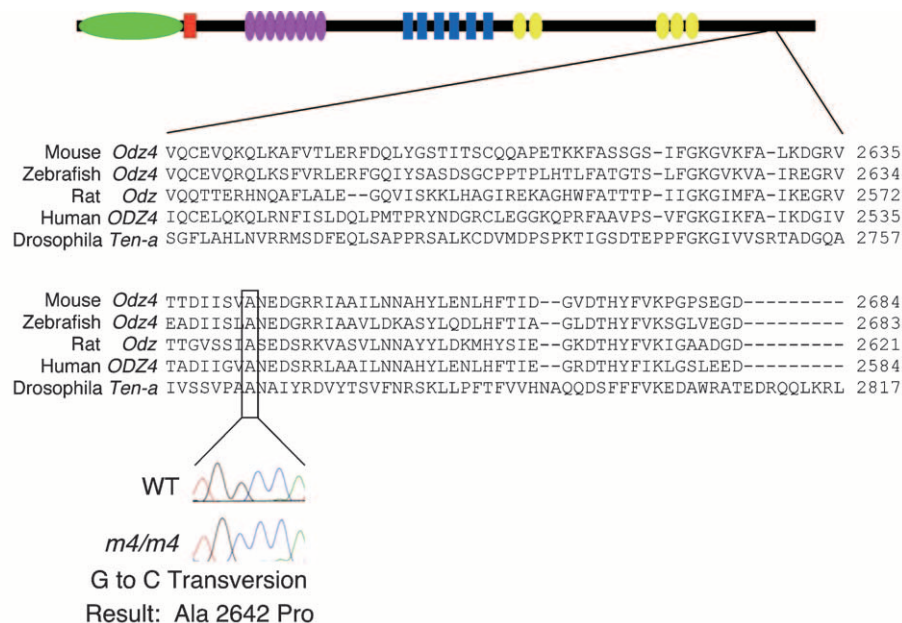 Mouse Odz4 VQCEVQKQLKAFVTLERFDQLYGSTITSCQQAPETKKFASSGS-IFGKGVKFA-LKDGRV 2635
Zebrafish Odz4 VQCEVQRQLKSFVRLERFGQIYSASDSGCPPTPLHTLFATGTS-LFGKGVKVA-IREGRV 2634
Rat Odz VQQTTERHNQAFLALE--GQVISKKLHAGIREKAGHWFATTTP-IIGKGIMFA-IKEGRV 2572
Human ODZ4 IQCELQKQLRNFISLDQLPMTPRYNDGRCLEGGKQPRFAAVPS-VFGKGIKFA-IKDGIV 2535
Drosophila Ten-a SGFLAHLNVRRMSDFEQLSAPPRSALKCDVMDPSPKTIGSDTEPPFGKGIVVSRTADGQA 2757
Mouse Odz4 TTDIISVANEDGRRIAAILNNAHYLENLHFTID--GVDTHYFVKPGPSEGD--------- 2684
Zebrafish Odz4 EADIISLANEDGRRIAAVLDKASYLQDLHFTIA--GLDTHYFVKSGLVEGD--------- 2683
Rat Odz TTGVSSIASEDSRKVASVLNNAYYLDKMHYSIE--GKDTHYFVKIGAADGD--------- 2621
Human ODZ4 TADIIGVANEDSRRLAAILNNAHYLENLHFTIE--GRDTHYFIKLGSLEED--------- 2584
Drosophila Ten-a IVSSVPAANAIYRDVYTSVFNRSKLLPFTFVVHNAQQDSFFFVKEDAWRATEDRQQLKRL 2817
WT
m4/m4
G to C Transversion
Result: Ala 2642 Pro